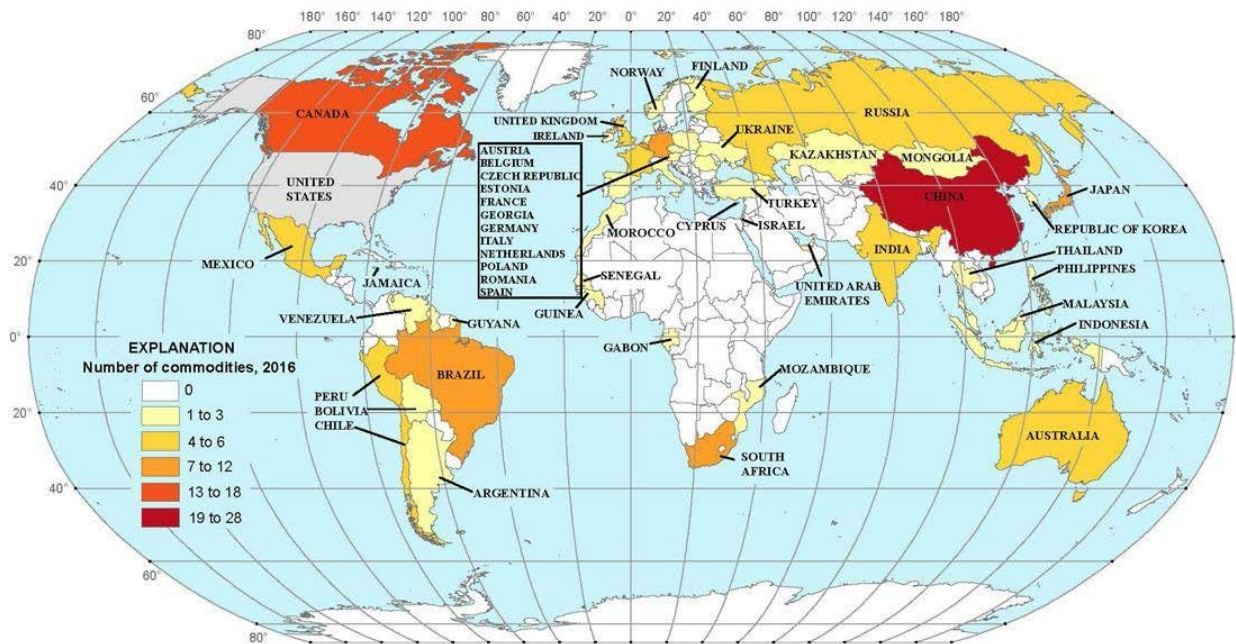 180° 160° 140° 120° 100° 80° 60° 40° 20° 0° 20° 40° 60° 80° 100° 120° 140° 160° 180°
80°
60°
40°
20°
0°
20°
40°
60°
80°
CANADA
UNITED
STATES
MEXICO
JAMAICA
VENEZUELA
GUYANA
PERU
BOLIVIA
CHILE
BRAZIL
ARGENTINA
NORWAY
FINLAND
UNITED KINGDOM
IRELAND
AUSTRIA
BELGIUM
CZECH REPUBLIC
ESTONIA
FRANCE
GEORGIA
GERMANY
ITALY
NETHERLANDS
POLAND
ROMANIA
SPAIN
UKRAINE
RUSSIA
KAZAKHSTAN
MONGOLIA
CHINA
JAPAN
TURKEY
CYPRUS
ISRAEL
MOROCCO
SENEGAL
GUINEA
GABON
MOZAMBIQUE
SOUTH
AFRICA
UNITED ARAB
EMIRATES
INDIA
REPUBLIC OF KOREA
THAILAND
PHILIPPINES
MALAYSIA
INDONESIA
AUSTRALIA
EXPLANATION
Number of commodities, 2016
0
1 to 3
4 to 6
7 to 12
13 to 18
19 to 28